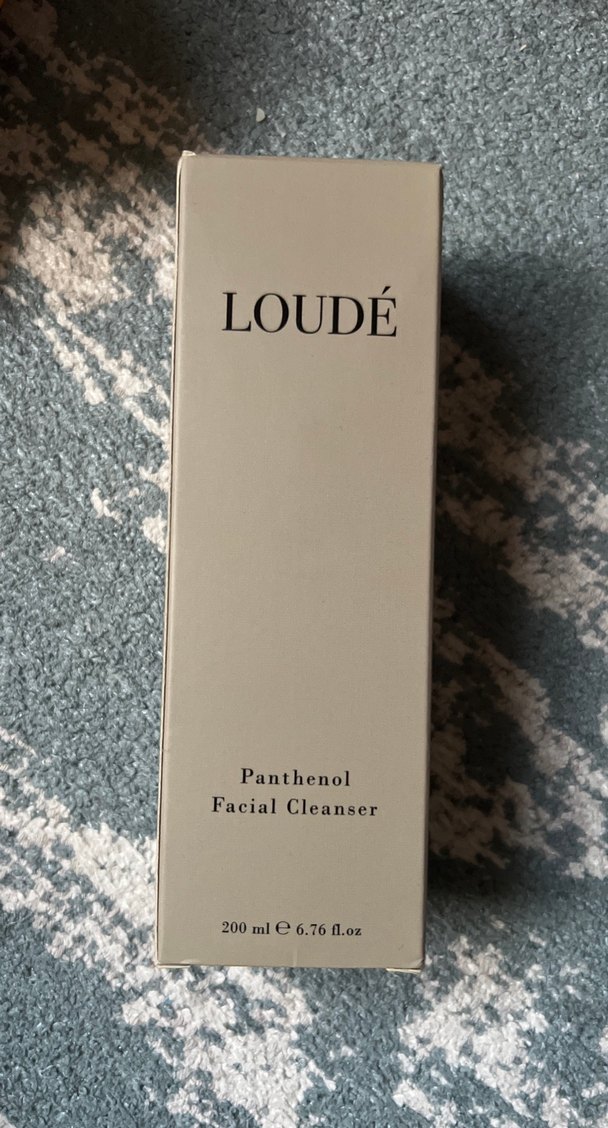 LOUDÉ
Panthenol
Facial Cleanser
200 ml ℮ 6.76 fl.oz